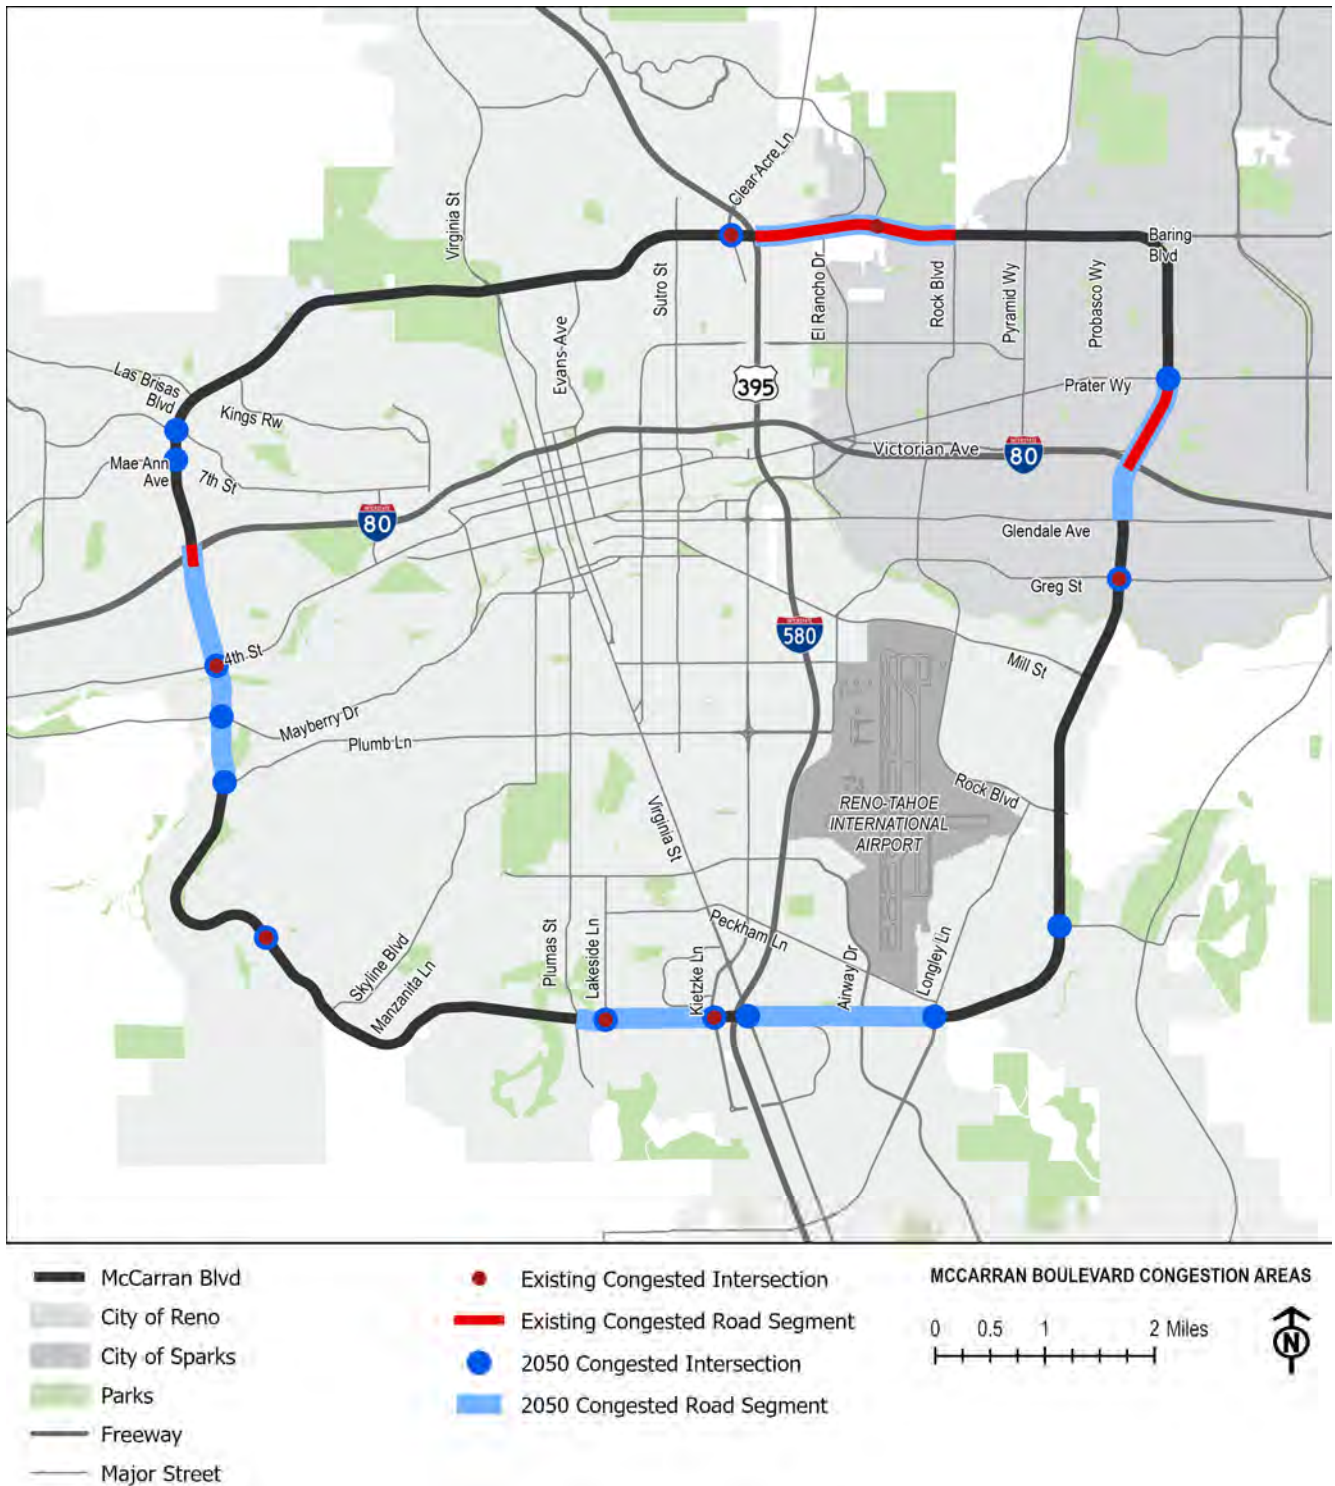 Clear-Acre Ln
Virginia St
Baring
Blvd
Sutro St
El Rancho Dr
Rock Blvd
Pyramid Wy
Probasco Wy
Evans-Ave
Las Brisas
Blvd
Kings Rw
395
Prater Wy
Mae Ann
Ave
7th St
Victorian Ave
INTERSTATE
80
INTERSTATE
80
Glendale Ave
Greg St
INTERSTATE
580
4th St
Mill St
Mayberry Dr
Plumb Ln
Rock Blvd
Virginia St
RENO-TAHOE
INTERNATIONAL
AIRPORT
Peckham Ln
Plumas St
Lakeside Ln
Skyline Blvd
Manzanita Ln
Kietzke Ln
Airway Dr
Longley Ln
McCarran Blvd
City of Reno
City of Sparks
Parks
Freeway
Major Street
Existing Congested Intersection
Existing Congested Road Segment
2050 Congested Intersection
2050 Congested Road Segment
MCCARRAN BOULEVARD CONGESTION AREAS
0 0.5 1 2 Miles
N